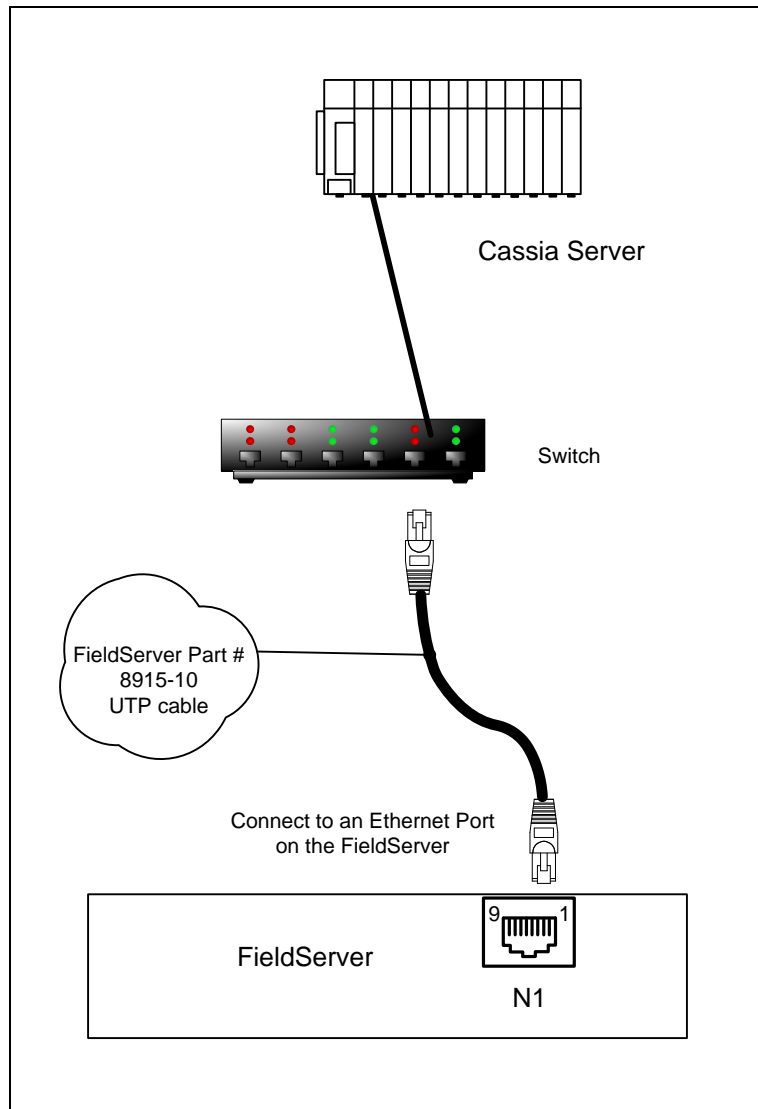 Cassia Server
Switch
FieldServer Part #
8915-10
UTP cable
Connect to an Ethernet Port
on the FieldServer
9 1
FieldServer
N1